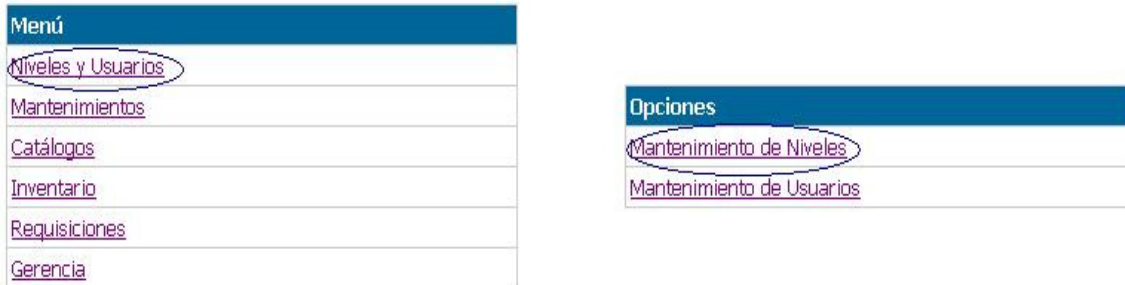 Menú
Niveles y Usuarios
Mantenimientos
Catálogos
Inventario
Requisiciones
Gerencia
Opciones
Mantenimiento de Niveles
Mantenimiento de Usuarios